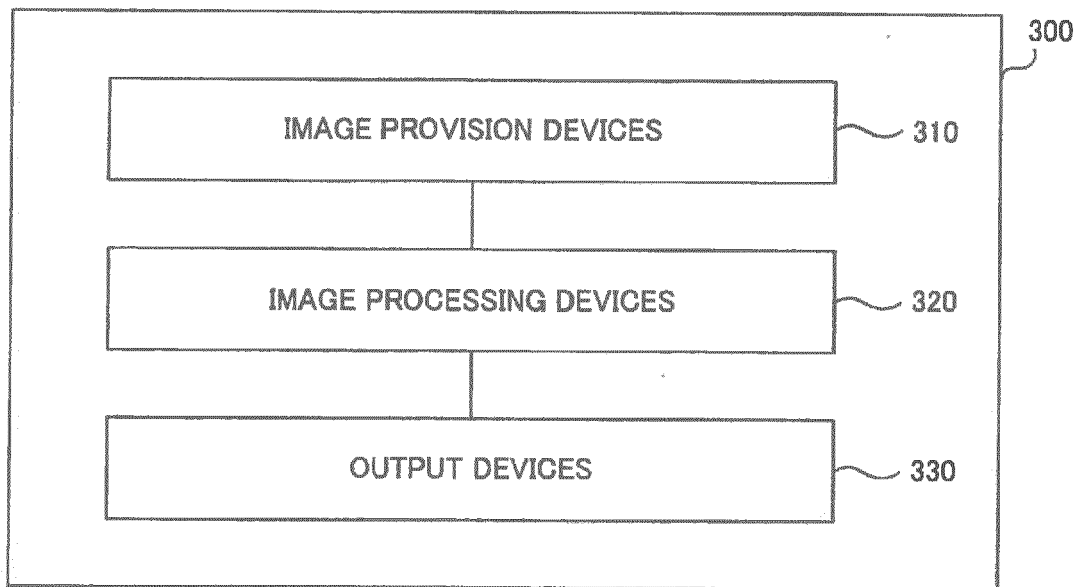 300
IMAGE PROVISION DEVICES
310
IMAGE PROCESSING DEVICES
320
OUTPUT DEVICES
330